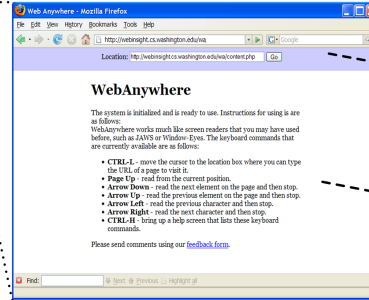 Web Anywhere - Mozilla Firefox
File Edit View History Bookmarks Tools Help
http://webinsight.cs.washington.edu/wa
Google
Location: http://webinsight.cs.washington.edu/wa/content.php Go
WebAnywhere
The system is initialized and is ready to use. Instructions for using is are
as follows:
WebAnywhere works much like screen readers that you may have used
before, such as JAWS or Window-Eyes. The keyboard commands that
are currently available are as follows:
• CTRL-L - move the cursor to the location box where you can type
the URL of a page to visit it.
• Page Up - read from the current position.
• Arrow Down - read the next element on the page and then stop.
• Arrow Up - read the previous element on the page and then stop.
• Arrow Left - read the previous character and then stop.
• Arrow Right - read the next character and then stop.
• CTRL-H - bring up a help screen that lists these keyboard
commands.
Please send comments using our feedback form.
Find: Next Previous Highlight all